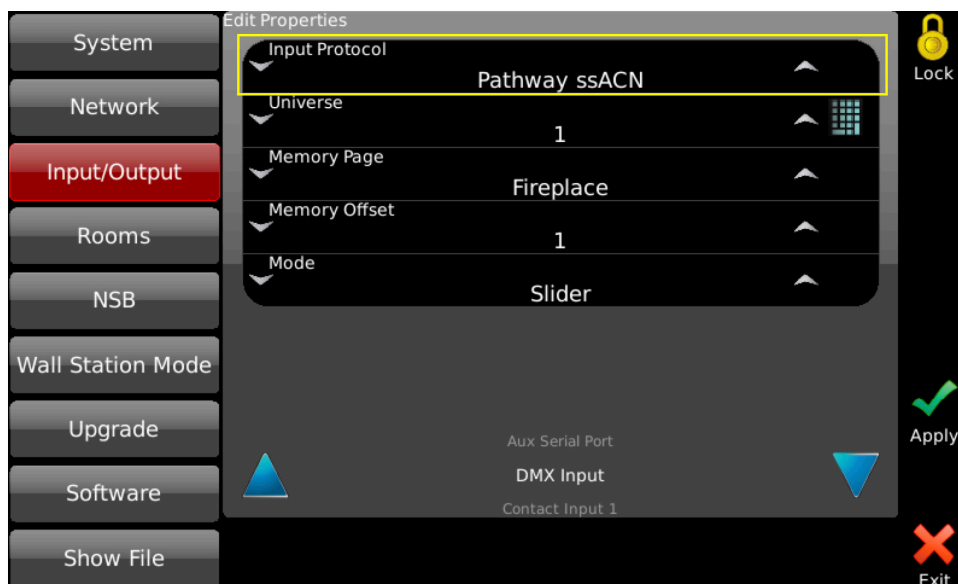 System
Network
Input/Output
Rooms
NSB
Wall Station Mode
Upgrade
Software
Show File
Edit Properties
Input Protocol
Pathway ssACN
Universe
1
Memory Page
Fireplace
Memory Offset
1
Mode
Slider
Aux Serial Port
DMX Input
Contact Input 1
Lock
Apply
Exit